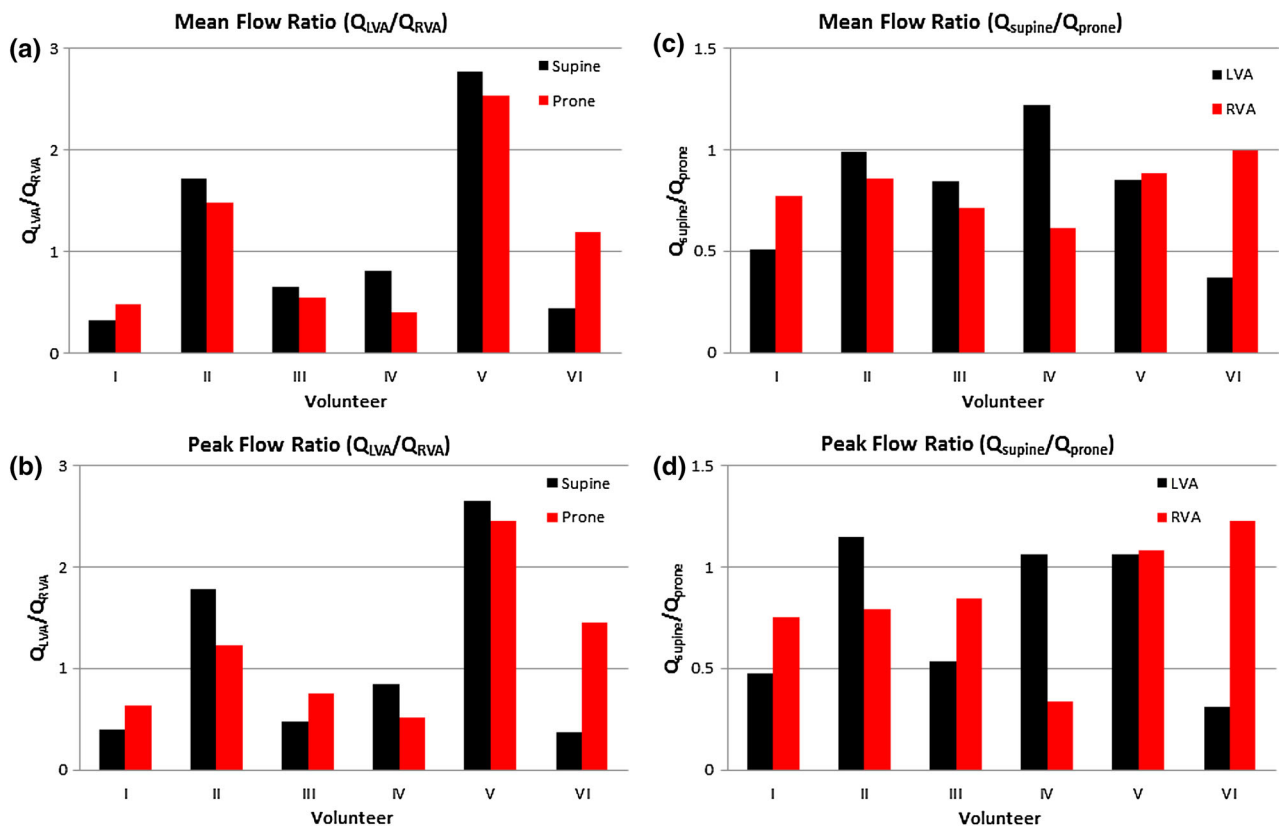 (a)
Mean Flow Ratio (QLVA/QRVA)
3
2
1
0
QLVA/QRVA
Supine
Prone
I II III IV V VI
Volunteer
(c)
Mean Flow Ratio (Qsupine/Qprone)
1.5
1
0.5
0
Qsupine/Qprone
LVA
RVA
I II III IV V VI
Volunteer
(b)
Peak Flow Ratio (QLVA/QRVA)
3
2
1
0
QLVA/QRVA
Supine
Prone
I II III IV V VI
Volunteer
(d)
Peak Flow Ratio (Qsupine/Qprone)
1.5
1
0.5
0
Qsupine/Qprone
LVA
RVA
I II III IV V VI
Volunteer